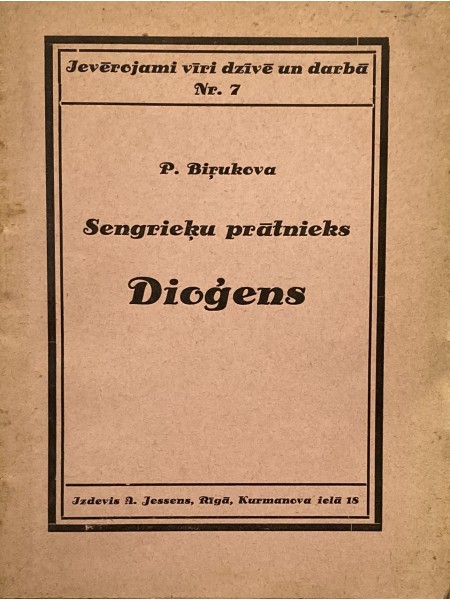 Ievērojami vīri dzīvē un darbā
Nr. 7
P. Biŗukova
Sengrieķu prātnieks
Dioģens
Izdevis A. Jessens, Rīgā, Kurmanova ielā 18